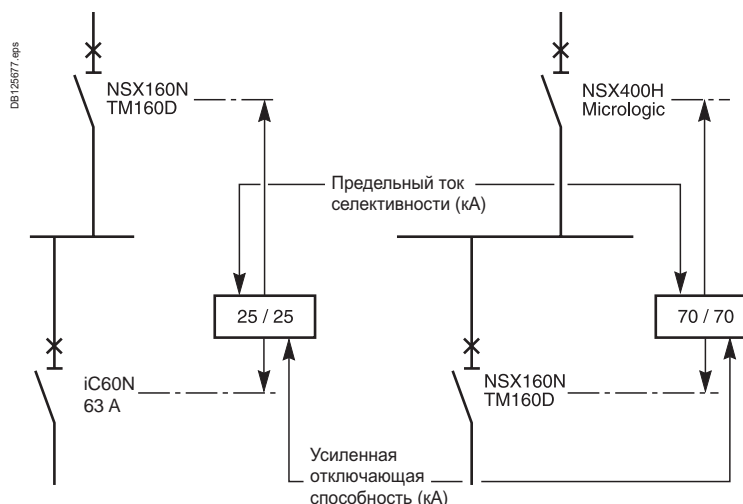 DB125677.eps
NSX160N
TM160D
NSX400H
Micrologic
Предельный ток
селективности (кА)
25 / 25
70 / 70
iC60N
63 A
NSX160N
TM160D
Усиленная
отключающая
способность (кА)